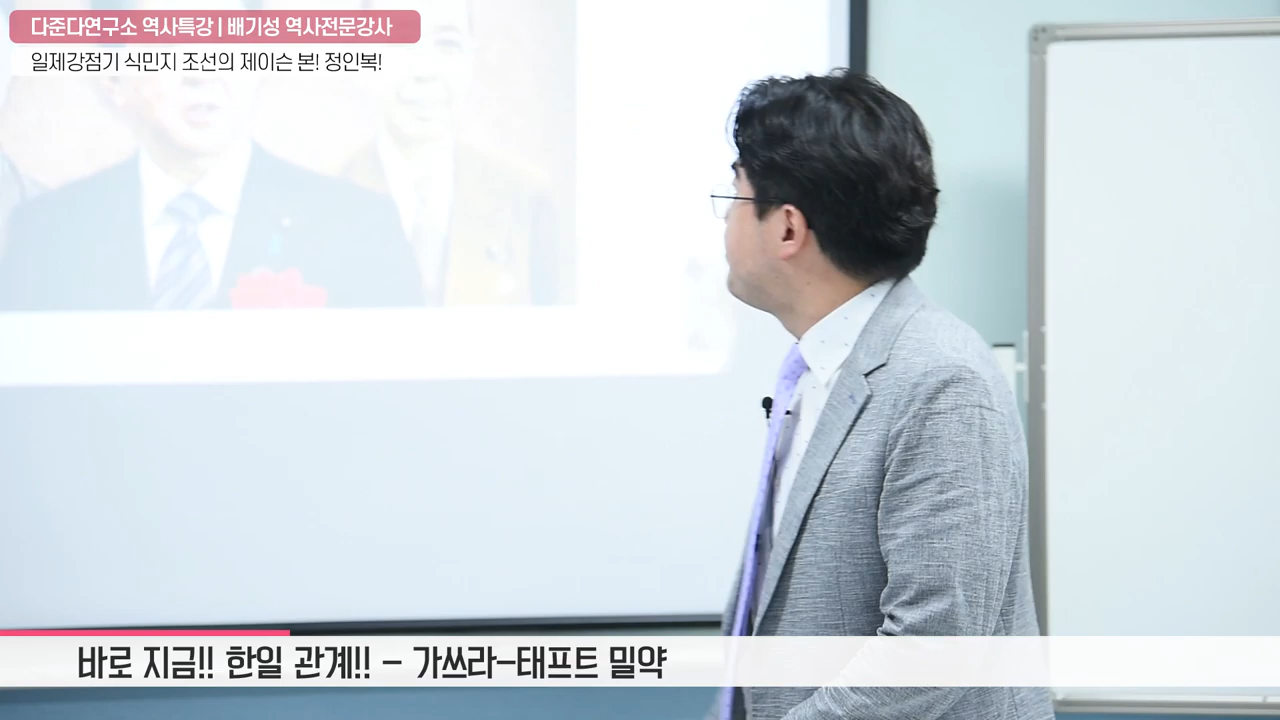 다준다연구소 역사특강 | 배기성 역사전문강사
일제강점기 식민지 조선의 제이슨 본! 정인복!
바로 지금!! 한일 관계!! - 가쓰라-태프트 밀약